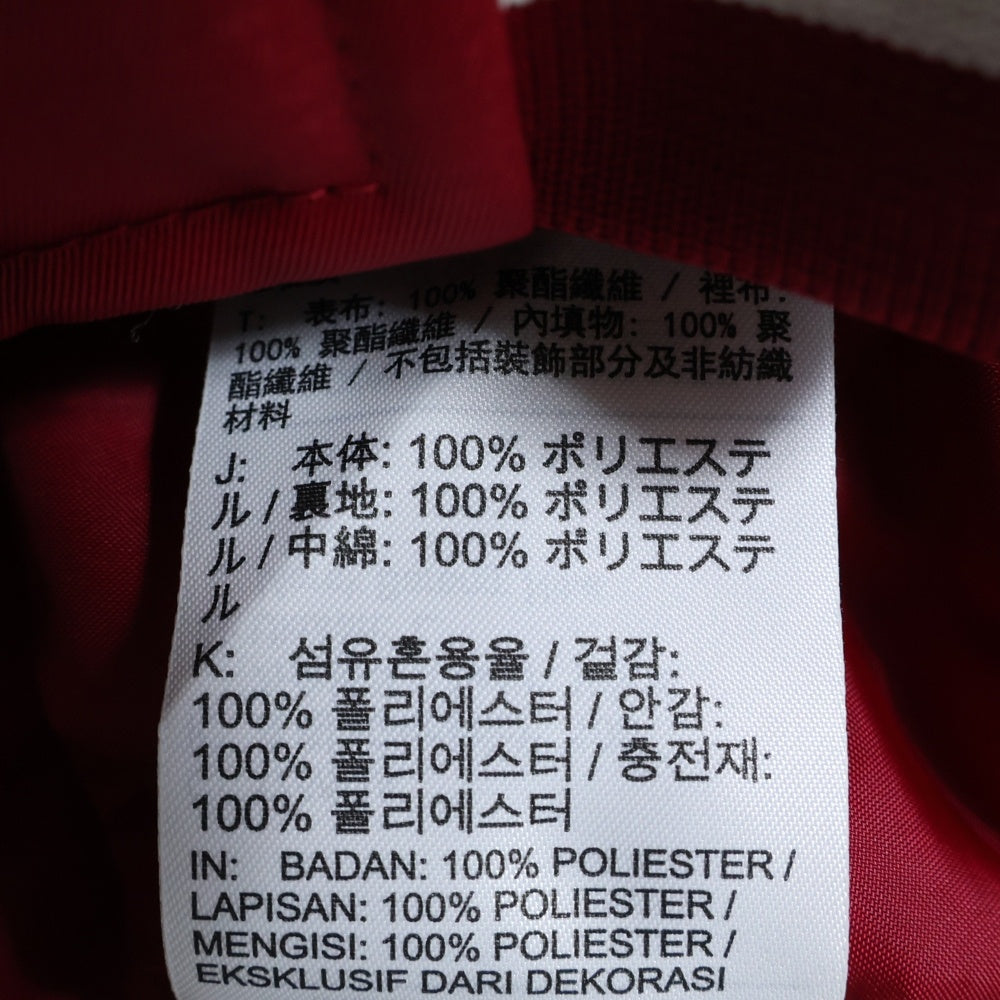 T: 表布: 100% 聚酯纖維 / 裡布:
100% 聚酯纖維 / 內填物: 100% 聚
酯纖維 / 不包括裝飾部分及非紡織
材料
J: 本体: 100% ポリエステ
ル / 裏地: 100% ポリエステ
ル / 中綿: 100% ポリエステ
ル
K: 섬유혼용율 / 겉감:
100% 폴리에스터 / 안감:
100% 폴리에스터 / 충전재:
100% 폴리에스터
IN: BADAN: 100% POLIESTER /
LAPISAN: 100% POLIESTER /
MENGISI: 100% POLIESTER /
EKSKLUSIF DARI DEKORASI